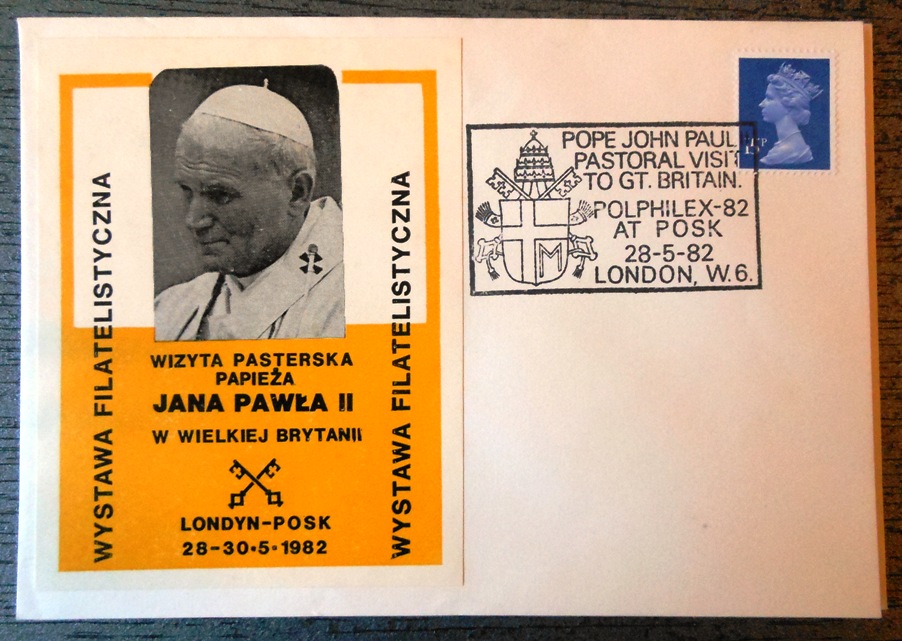 WYSTAWA FILATELISTYCZNA
WIZYTA PASTERSKA
PAPIEŻA
JANA PAWŁA II
W WIELKIEJ BRYTANII
LONDYN-POSK
28-30·5·1982
WYSTAWA FILATELISTYCZNA
POPE JOHN PAUL
PASTORAL VISIT
TO GT. BRITAIN.
POLPHILEX-82
AT POSK
28-5-82
LONDON, W.6.
M